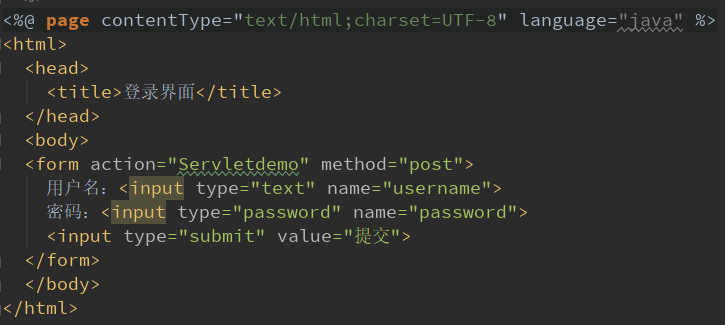 <%@ page contentType="text/html;charset=UTF-8" language="java" %>
<html>
<head>
<title>登录界面</title>
</head>
<body>
<form action="Servletdemo" method="post">
用户名：<input type="text" name="username">
密码：<input type="password" name="password">
<input type="submit" value="提交">
</form>
</body>
</html>